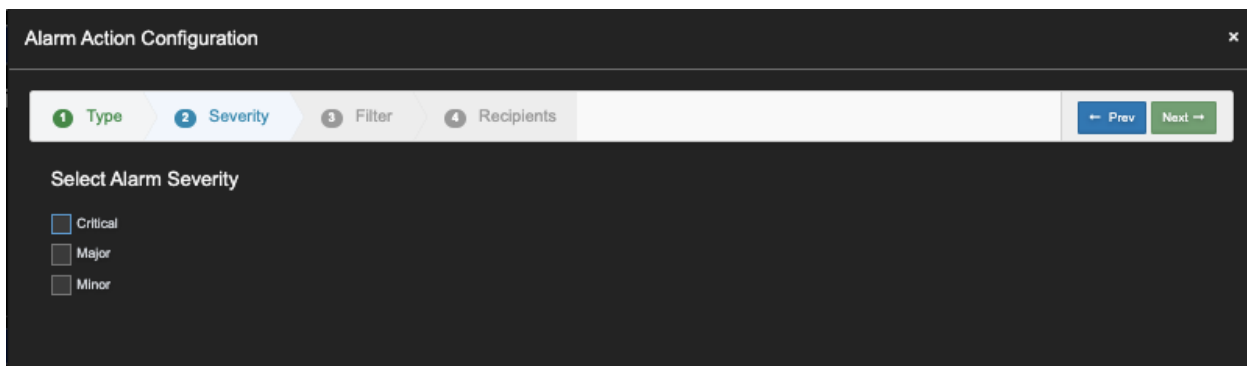 Alarm Action Configuration ×
1 Type 2 Severity 3 Filter 4 Recipients ← Prev Next →
Select Alarm Severity
Critical
Major
Minor